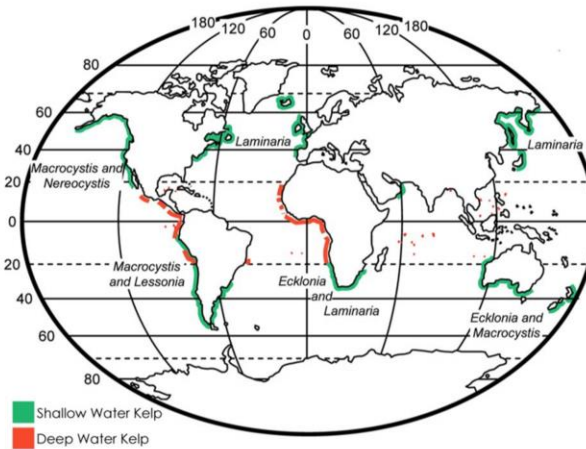 180 120 60 0 60 120 180
80
60
40
20
0
20
40
60
80
Laminaria
Laminaria
Macrocystis and
Nereocystis
Macrocystis
and Lessonia
Ecklonia
and
Laminaria
Ecklonia and
Macrocystis
Shallow Water Kelp
Deep Water Kelp